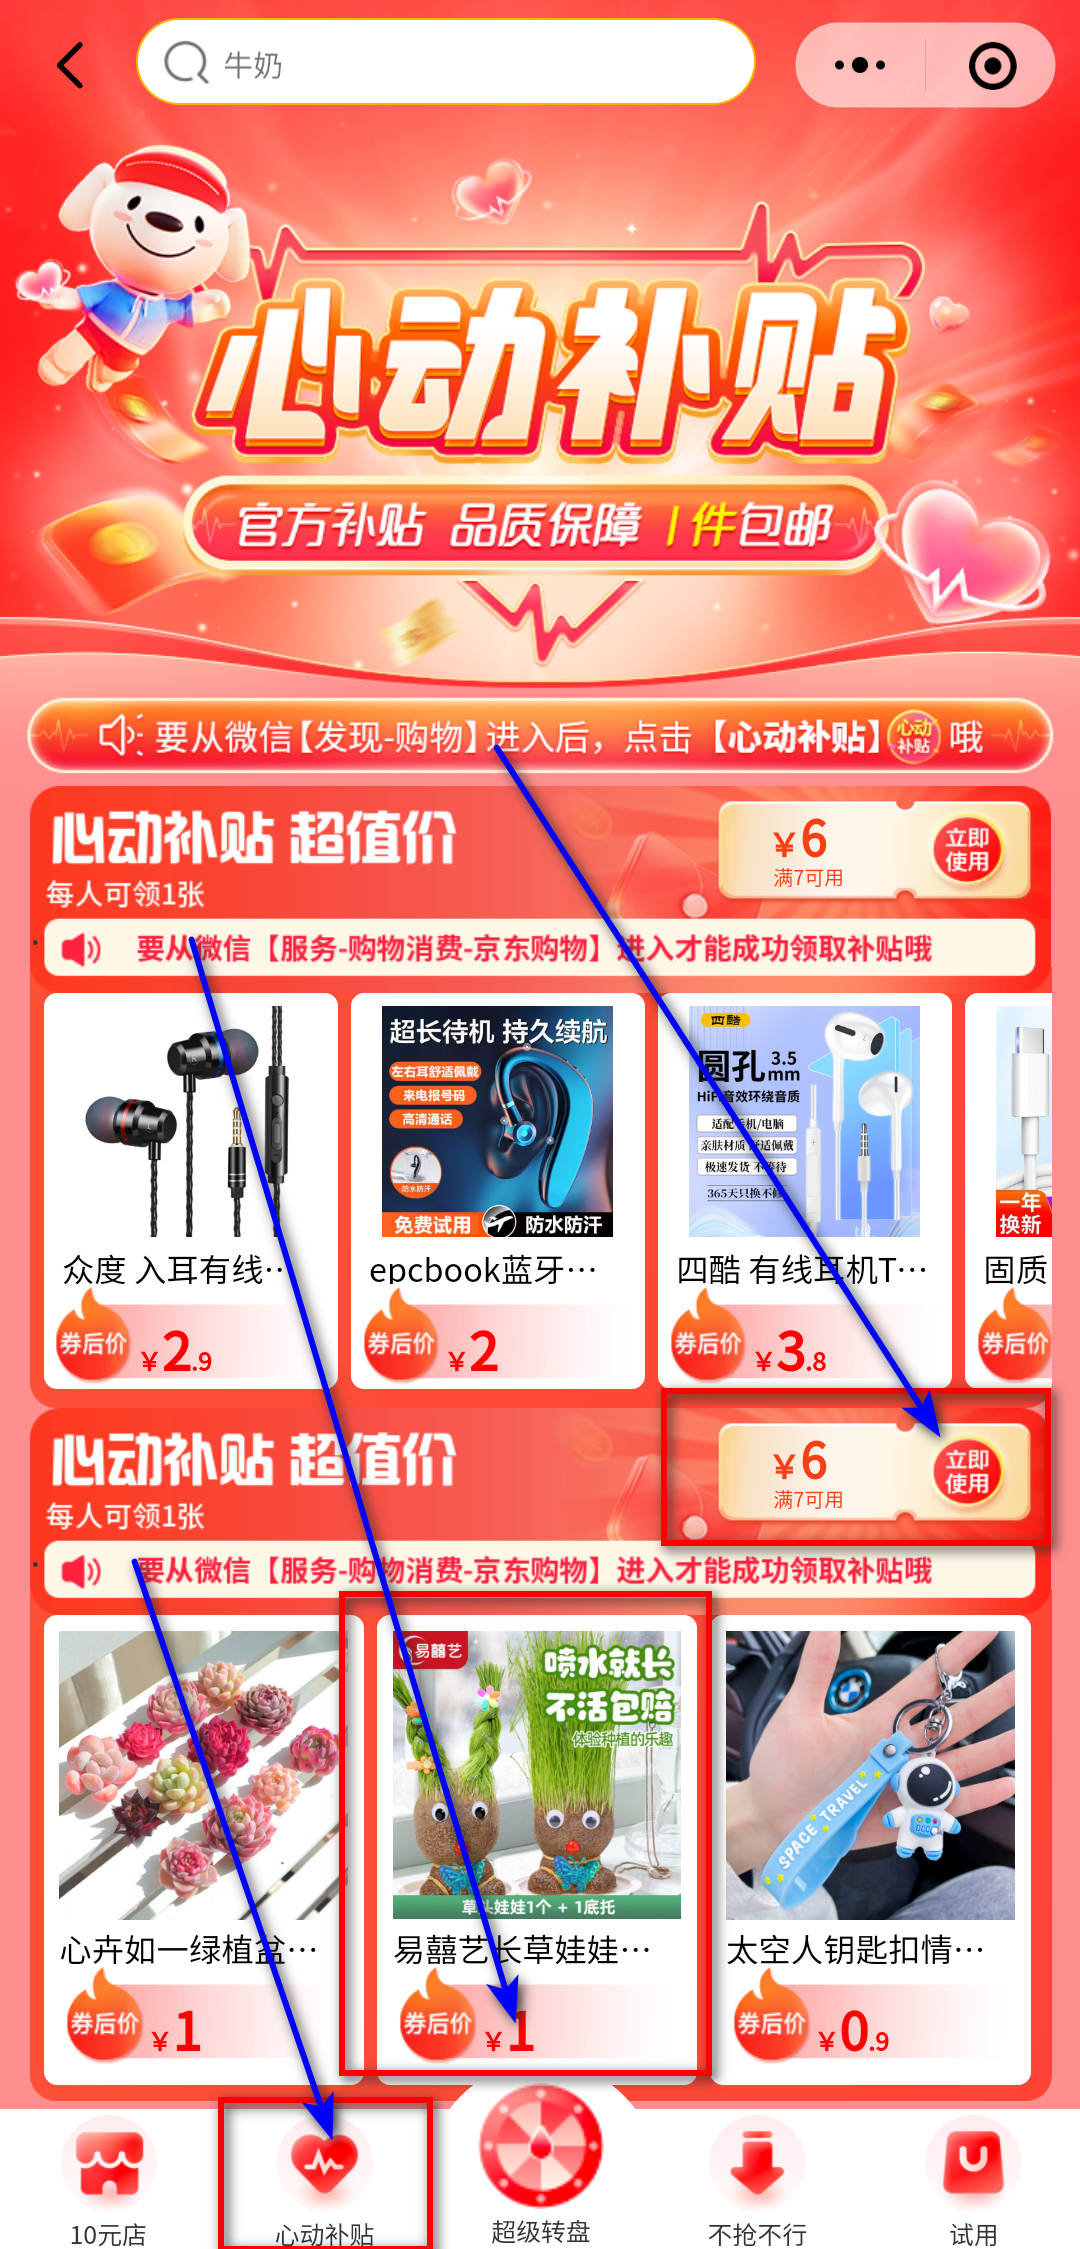 牛奶
心动补贴
官方补贴 品质保障 1件包邮
要从微信【发现-购物】进入后，点击【心动补贴】心动补贴 哦
心动补贴 超值价
每人可领1张
¥6
满7可用
立即
使用
要从微信【服务-购物消费-京东购物】进入才能成功领取补贴哦
超长待机 持久续航
左右耳舒适佩戴
来电报号码
高清通话
防水防汗
免费试用
防水防汗
四酷
圆孔3.5mm
HiFi音效环绕音质
适配手机/电脑
亲肤材质 舒适佩戴
极速发货 不等待
365天只换不修
一年
换新
众度 入耳有线···
epcbook蓝牙···
四酷 有线耳机T···
固质
券后价 ¥2.9
券后价 ¥2
券后价 ¥3.8
券后价
心动补贴 超值价
每人可领1张
¥6
满7可用
立即
使用
要从微信【服务-购物消费-京东购物】进入才能成功领取补贴哦
易囍艺
喷水就长
不活包赔
体验种植的乐趣
草头娃娃1个 + 1底托
SPACE TRAVEL
心卉如一绿植盆···
易囍艺长草娃娃···
太空人钥匙扣情···
券后价 ¥1
券后价 ¥1
券后价 ¥0.9
10元店
心动补贴
超级转盘
不抢不行
试用